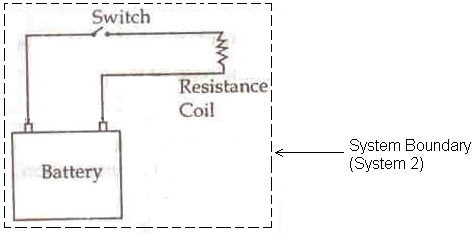 Switch
Resistance
Coil
Battery
System Boundary
(System 2)